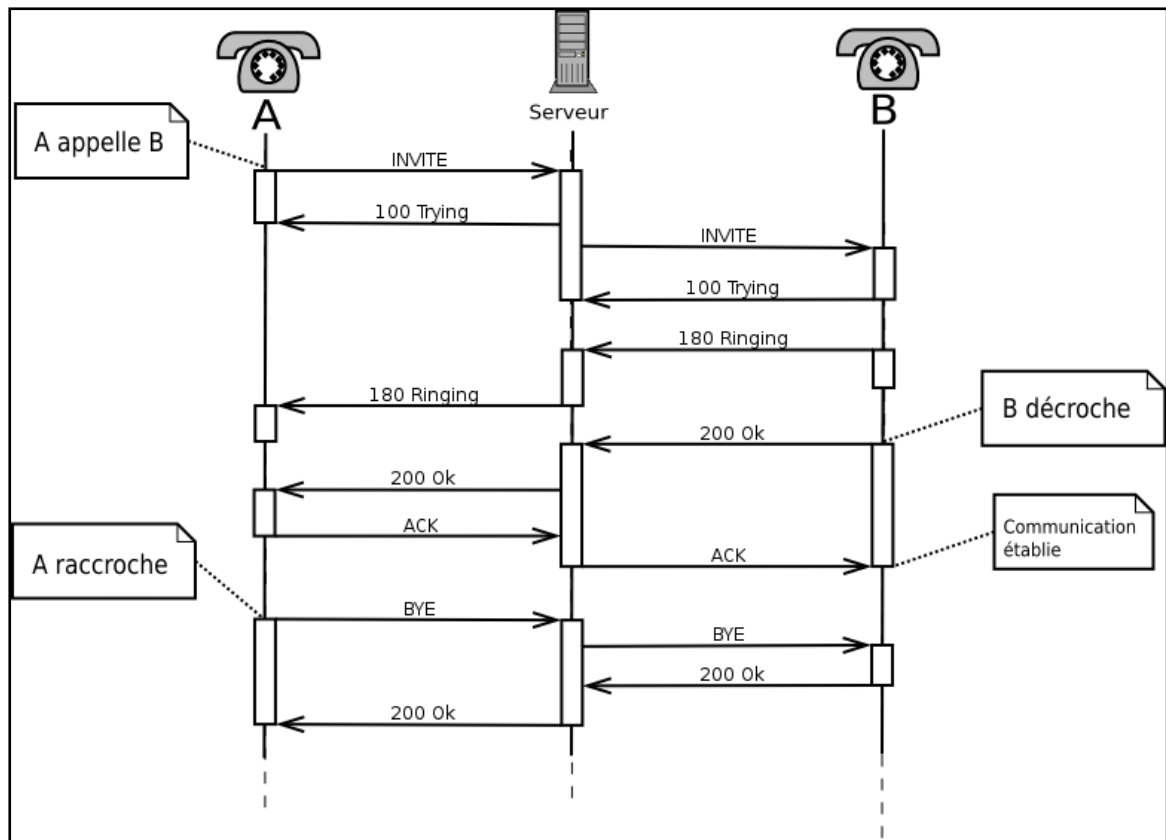 A
Serveur
B
A appelle B
INVITE
100 Trying
INVITE
100 Trying
180 Ringing
180 Ringing
B décroche
200 Ok
200 Ok
ACK
Communication
établie
ACK
A raccroche
BYE
BYE
200 Ok
200 Ok